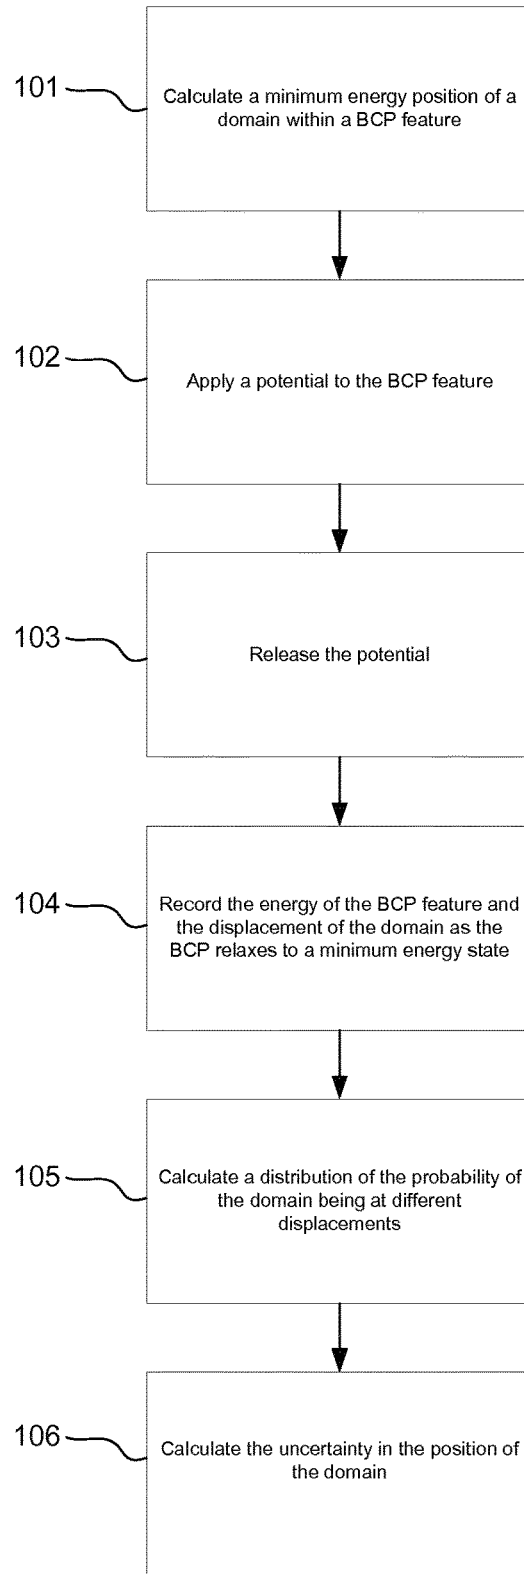 101
Calculate a minimum energy position of a
domain within a BCP feature
102
Apply a potential to the BCP feature
103
Release the potential
104
Record the energy of the BCP feature and
the displacement of the domain as the
BCP relaxes to a minimum energy state
105
Calculate a distribution of the probability of
the domain being at different
displacements
106
Calculate the uncertainty in the position of
the domain